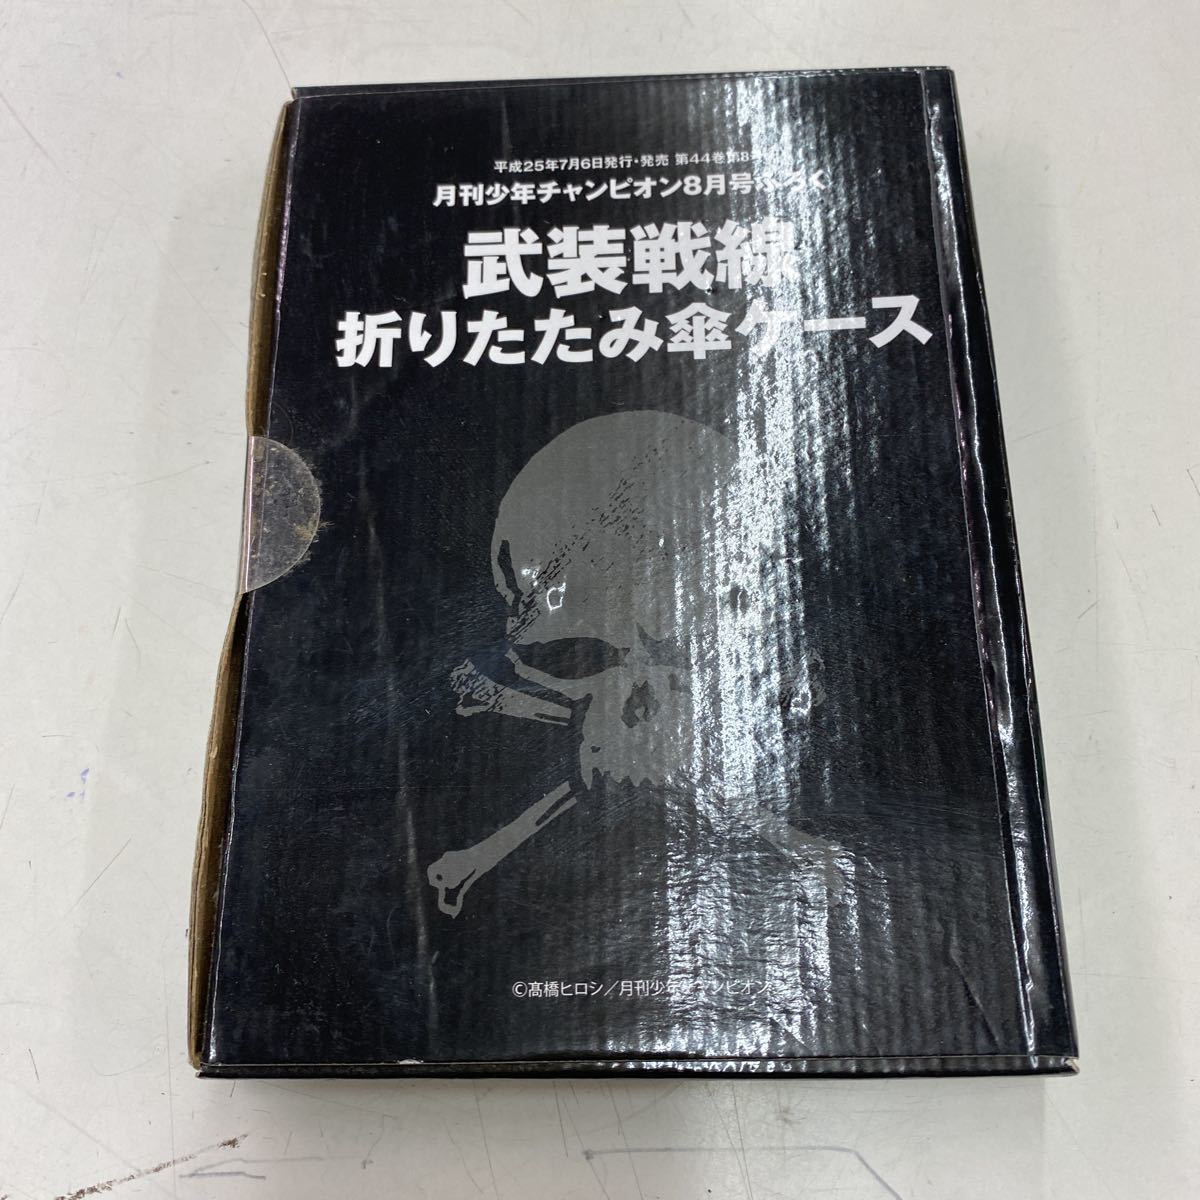 平成25年7月6日発行・発売 第44巻第8号
月刊少年チャンピオン8月号ふろく
武装戦線
折りたたみ傘ケース
©髙橋ヒロシ／月刊少年チャンピオン